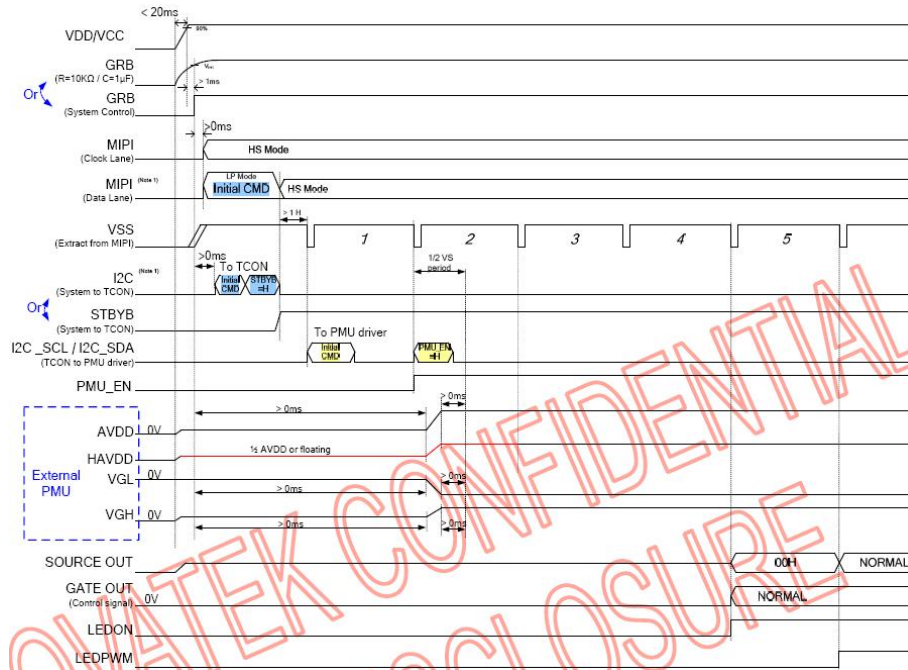 < 20ms
VDD/VCC
90%
GRB
(R=10KΩ / C=1μF)
> 1ms
Or
GRB
(System Control)
>0ms
MIPI
(Clock Lane)
HS Mode
MIPI (Note 1)
(Data Lane)
LP Mode
Initial CMD
HS Mode
> 1 H
VSS
(Extract from MIPI)
1
2
3
4
5
>0ms
1/2 VS
period
To TCON
I2C (Note 1)
(System to TCON)
Initial
CMD
STBYB
=H
Or
STBYB
(System to TCON)
To PMU driver
I2C _SCL / I2C_SDA
(TCON to PMU driver)
Initial
CMD
PMU_EN
=H
PMU_EN
> 0ms
> 0ms
AVDD 0V
½ AVDD or floating
HAVDD
External
PMU
VGL 0V
> 0ms
> 0ms
VGH 0V
> 0ms
> 0ms
SOURCE OUT
00H
NORMAL
GATE OUT
(Control signal)
0V
NORMAL
LEDON
LEDPWM
OVATEK CONFIDENTIAL
SCLOSURE